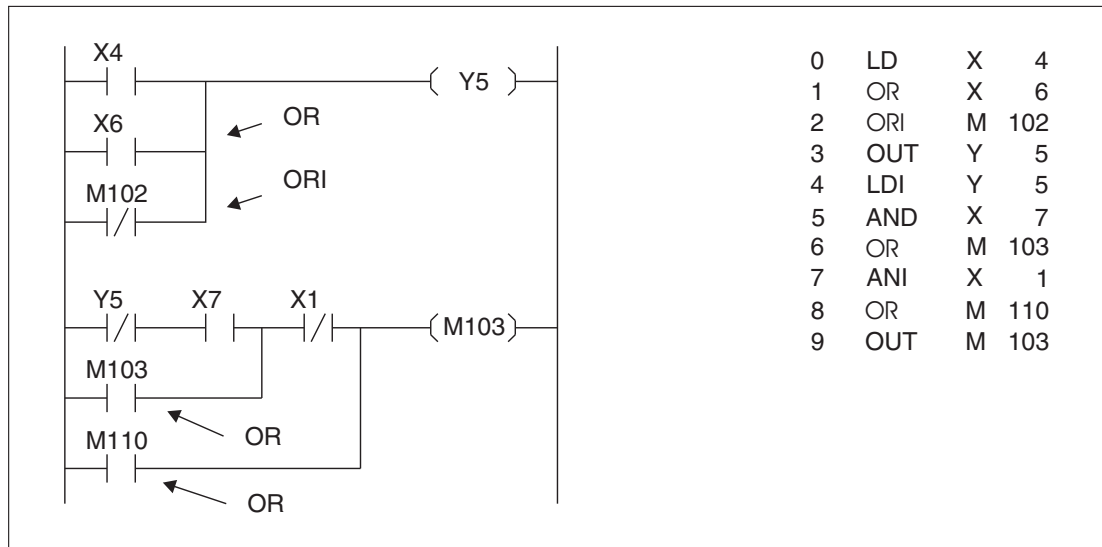 X4
Y5
X6
OR
M102
ORI
Y5 X7 X1
M103
M103
OR
M110
OR
0 LD X 4
1 OR X 6
2 ORI M 102
3 OUT Y 5
4 LDI Y 5
5 AND X 7
6 OR M 103
7 ANI X 1
8 OR M 110
9 OUT M 103